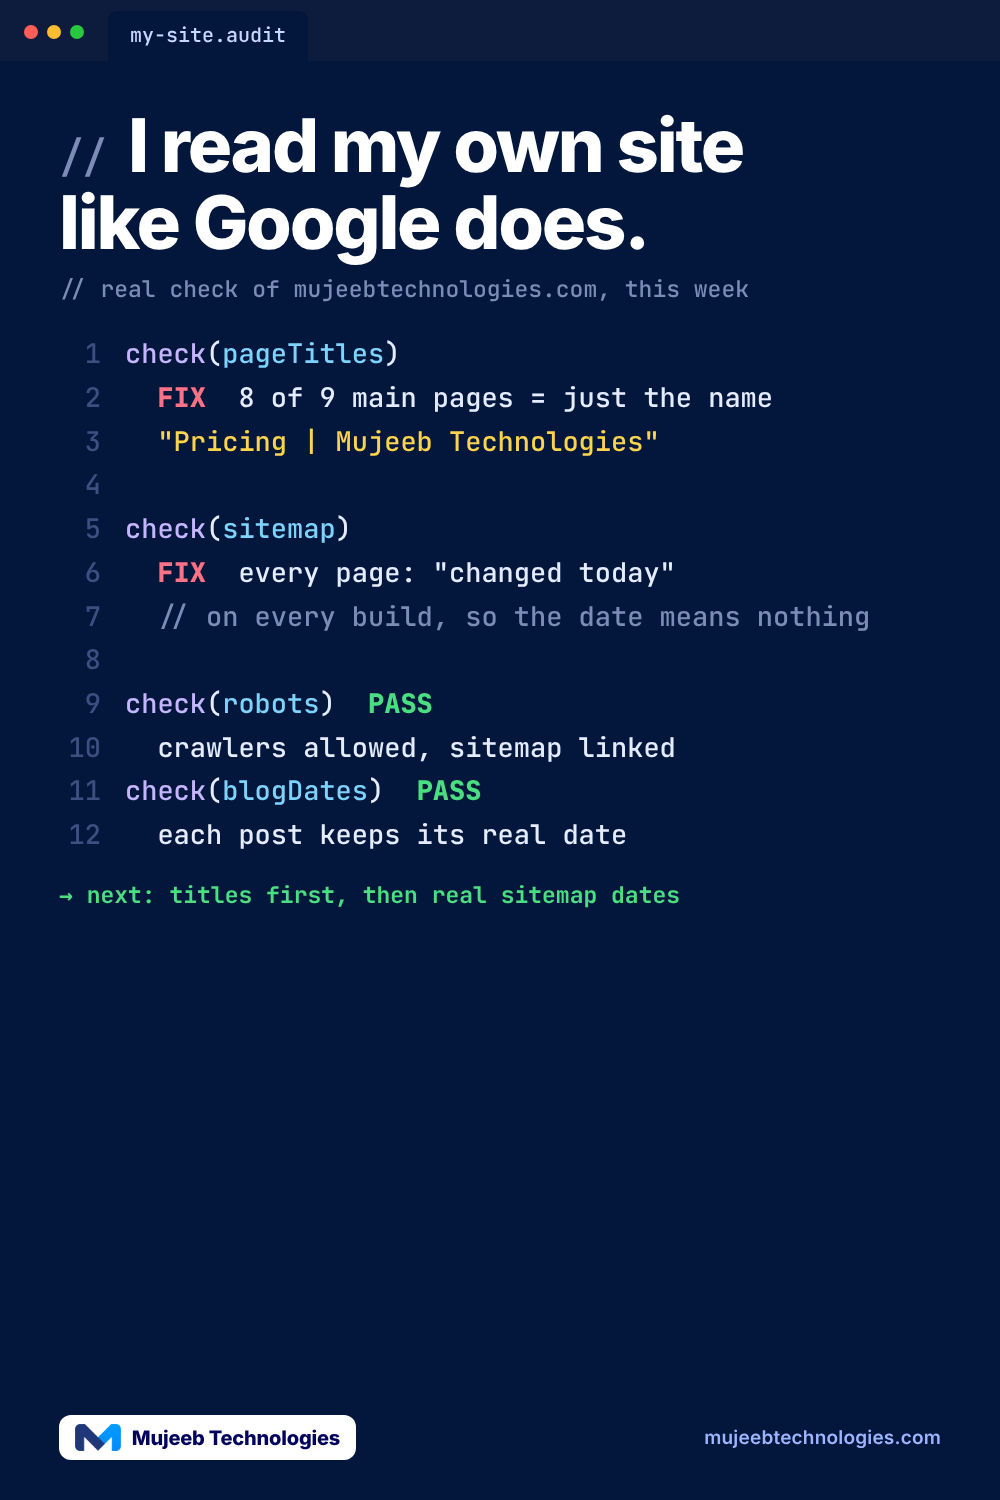 my-site.audit
// I read my own site
like Google does.
// real check of mujeebtechnologies.com, this week
1 check(pageTitles)
2 FIX 8 of 9 main pages = just the name
3 "Pricing | Mujeeb Technologies"
4
5 check(sitemap)
6 FIX every page: "changed today"
7 // on every build, so the date means nothing
8
9 check(robots) PASS
10 crawlers allowed, sitemap linked
11 check(blogDates) PASS
12 each post keeps its real date
→ next: titles first, then real sitemap dates
Mujeeb Technologies
mujeebtechnologies.com